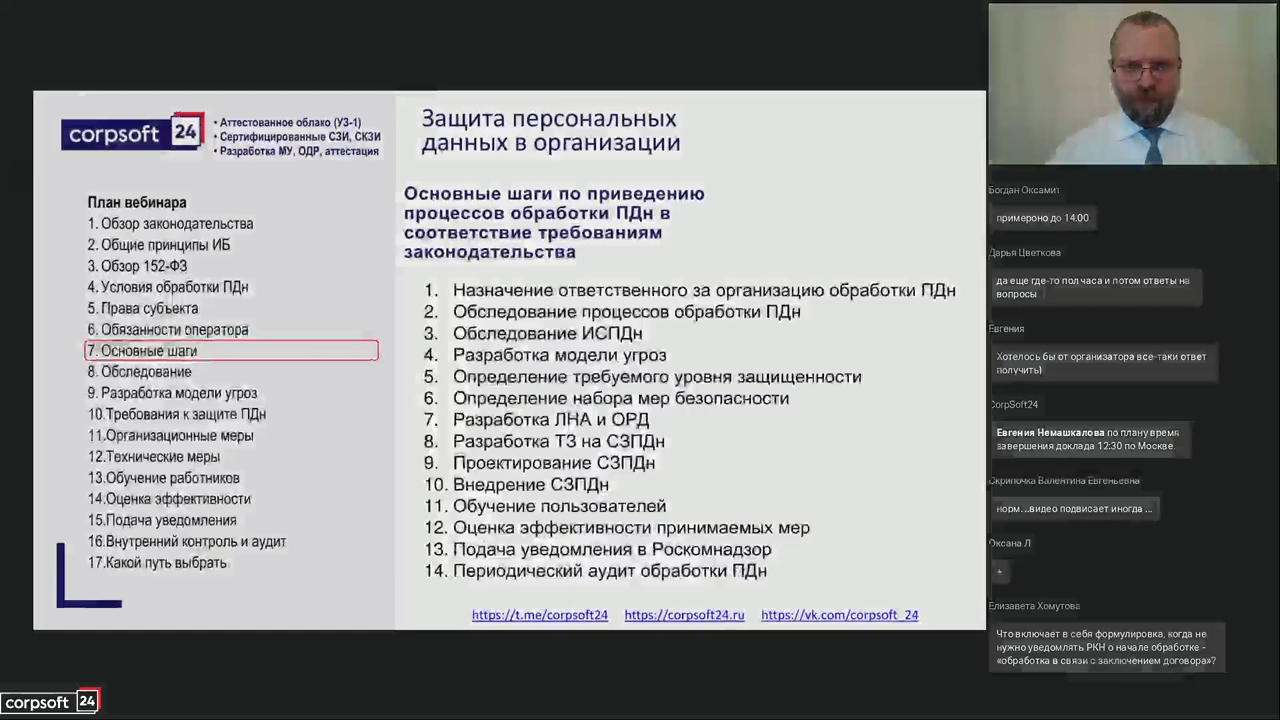 corpsoft 24
• Аттестованное облако (УЗ-1)
• Сертифицированные СЗИ, СКЗИ
• Разработка МУ, ОДР, аттестация
План вебинара
1. Обзор законодательства
2. Общие принципы ИБ
3. Обзор 152-ФЗ
4. Условия обработки ПДн
5. Права субъекта
6. Обязанности оператора
7. Основные шаги
8. Обследование
9. Разработка модели угроз
10.Требования к защите ПДн
11.Организационные меры
12.Технические меры
13.Обучение работников
14.Оценка эффективности
15.Подача уведомления
16.Внутренний контроль и аудит
17.Какой путь выбрать
Защита персональных
данных в организации
Основные шаги по приведению
процессов обработки ПДн в
соответствие требованиям
законодательства
1. Назначение ответственного за организацию обработки ПДн
2. Обследование процессов обработки ПДн
3. Обследование ИСПДн
4. Разработка модели угроз
5. Определение требуемого уровня защищенности
6. Определение набора мер безопасности
7. Разработка ЛНА и ОРД
8. Разработка ТЗ на СЗПДн
9. Проектирование СЗПДн
10. Внедрение СЗПДн
11. Обучение пользователей
12. Оценка эффективности принимаемых мер
13. Подача уведомления в Роскомнадзор
14. Периодический аудит обработки ПДн
https://t.me/corpsoft24 https://corpsoft24.ru https://vk.com/corpsoft_24
Богдан Оксамит
примероно до 14.00
Дарья Цветкова
да еще где-то пол часа и потом ответы на
вопросы
Евгения
Хотелось бы от организатора все-таки ответ
получить)
CorpSoft24
Евгения Немашкалова по плану время
завершения доклада 12:30 по Москве.
Скрипочка Валентина Евгеньевна
норм...видео подвисает иногда ...
Оксана Л
+
Елизавета Хомутова
Что включает в себя формулировка, когда не
нужно уведомлять РКН о начале обработке -
«обработка в связи с заключением договора»?
corpsoft 24